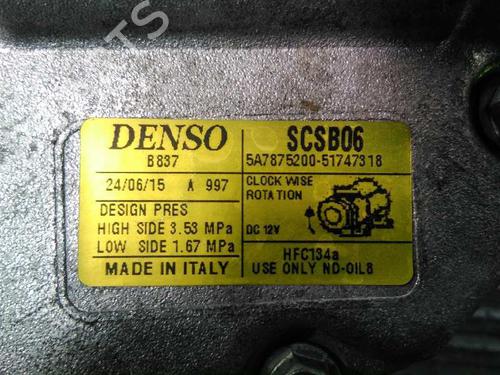 DENSO
B837
24/06/15 A 997
DESIGN PRES
HIGH SIDE 3.53 MPa
LOW SIDE 1.67 MPa
MADE IN ITALY
SCSB06
5A7875200-51747318
CLOCK WISE
ROTATION
DC 12V
HFC134a
USE ONLY ND-OIL8